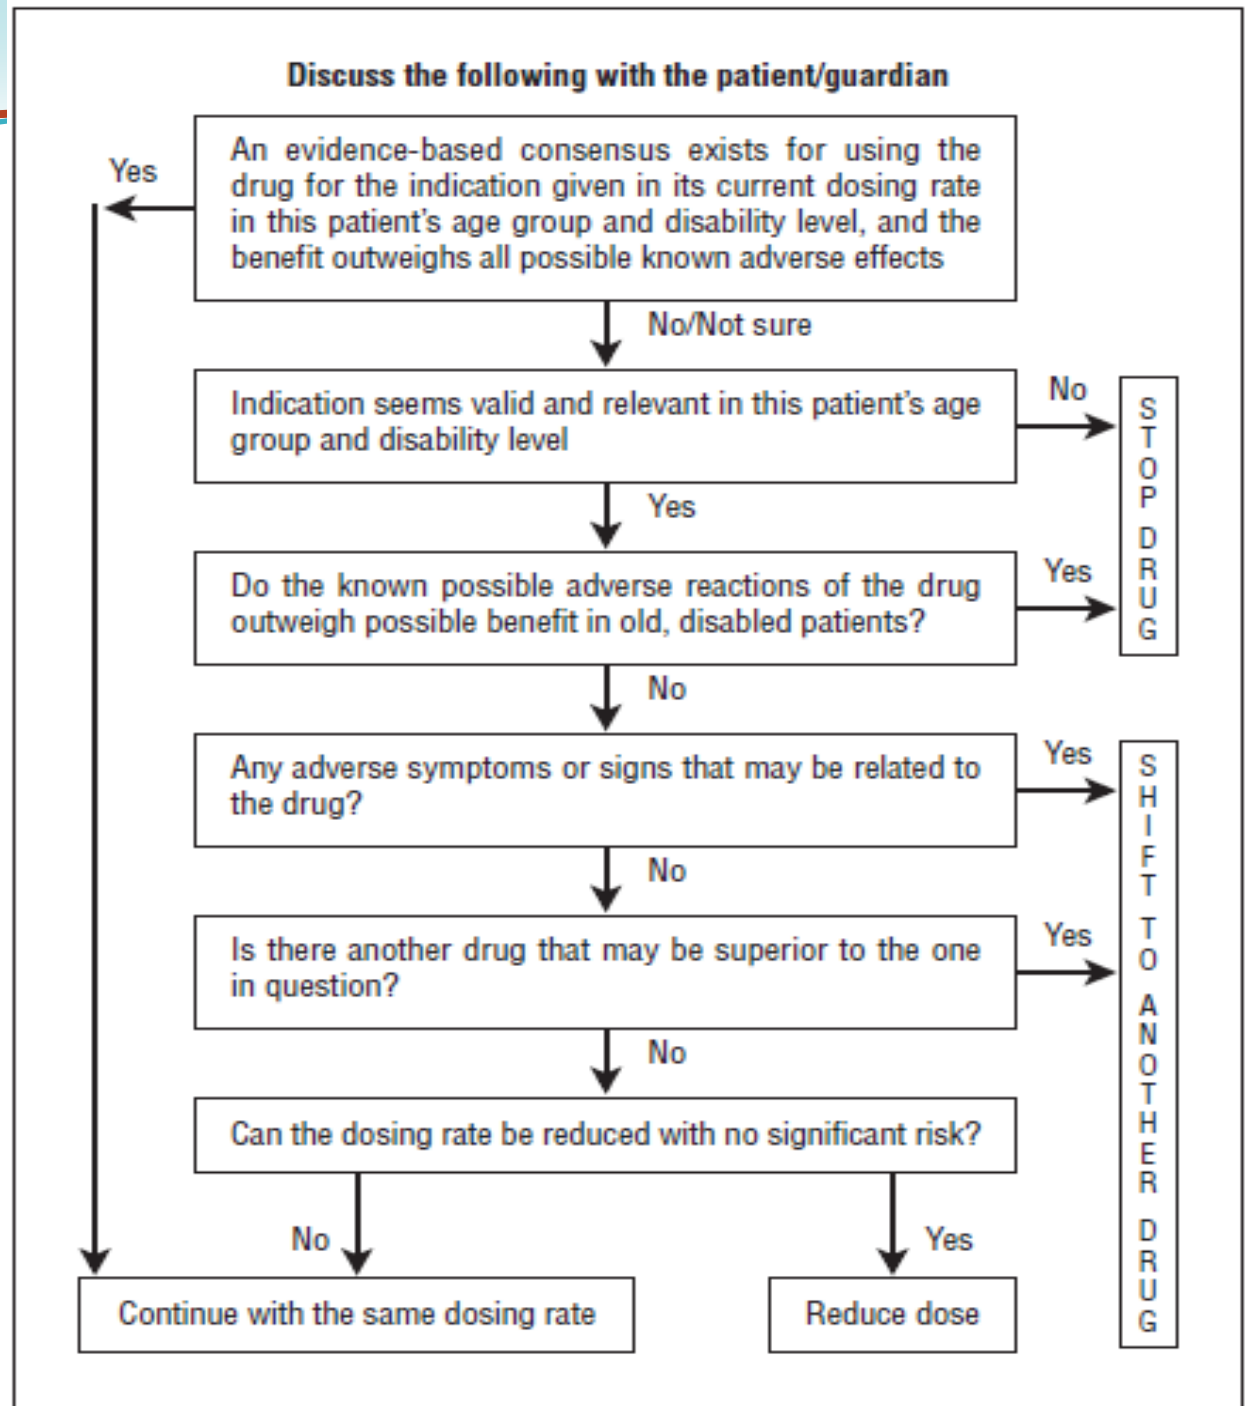 Discuss the following with the patient/guardian
Yes
An evidence-based consensus exists for using the
drug for the indication given in its current dosing rate
in this patient's age group and disability level, and the
benefit outweighs all possible known adverse effects
No/Not sure
Indication seems valid and relevant in this patient's age
group and disability level
No
STOP DRUG
Yes
Do the known possible adverse reactions of the drug
outweigh possible benefit in old, disabled patients?
Yes
No
Any adverse symptoms or signs that may be related to
the drug?
Yes
SHIFT TO ANOTHER DRUG
No
Is there another drug that may be superior to the one
in question?
Yes
No
Can the dosing rate be reduced with no significant risk?
No
Yes
Continue with the same dosing rate
Reduce dose